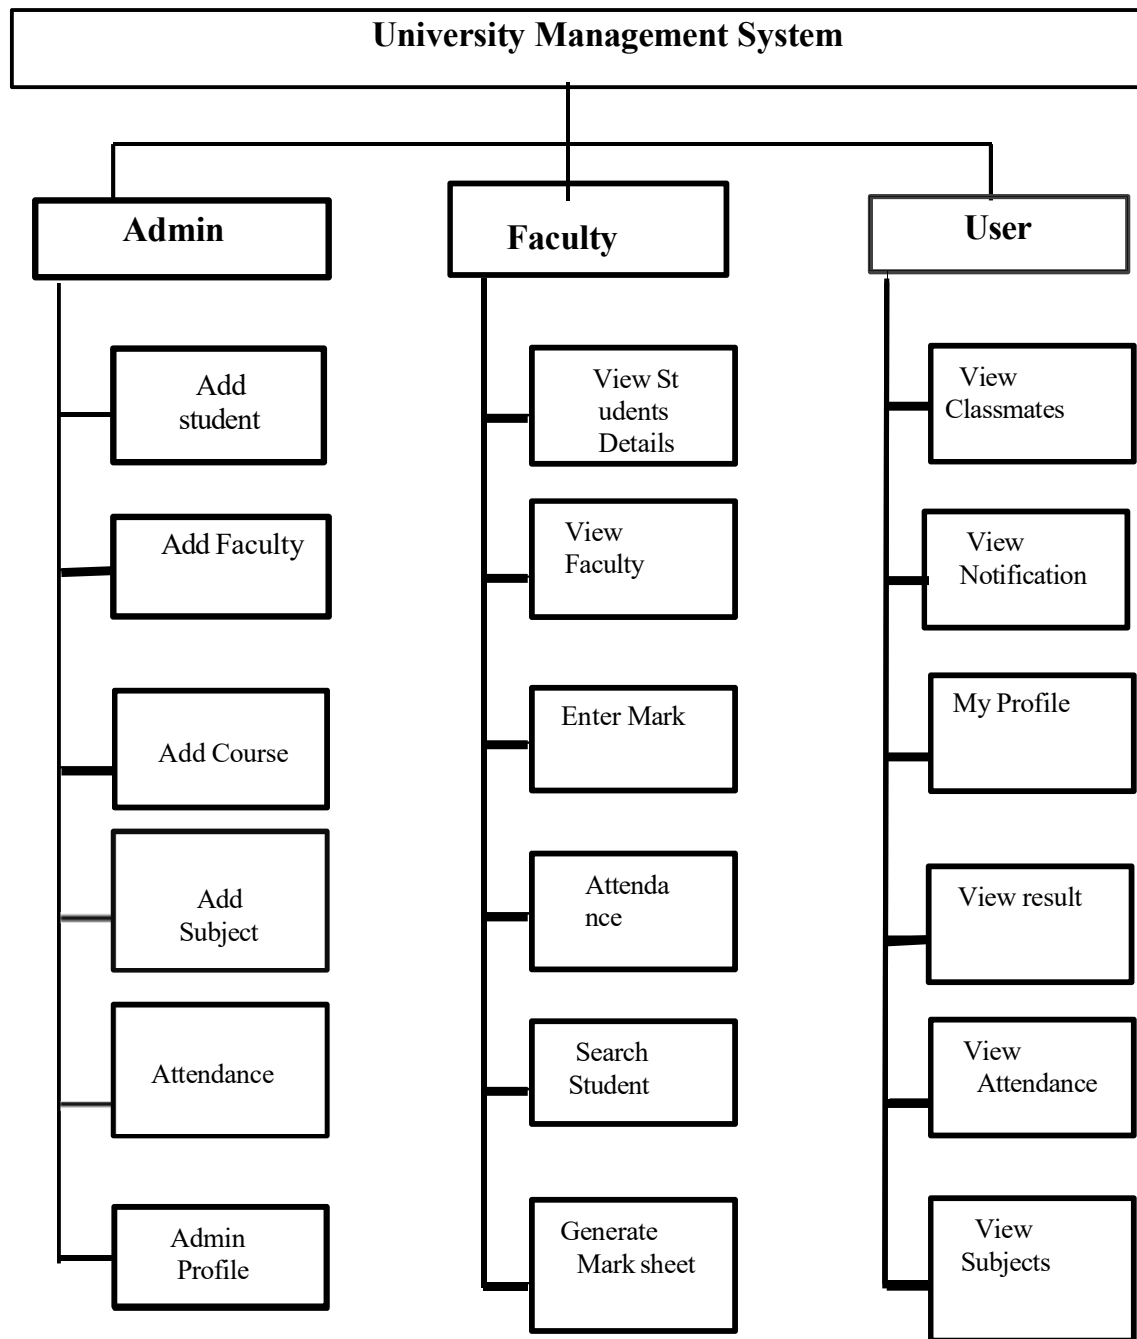 University Management System
Admin
Faculty
User
Add
student
Add Faculty
Add Course
Add
Subject
Attendance
Admin
Profile
View St
udents
Details
View
Faculty
Enter Mark
Attenda
nce
Search
Student
Generate
Mark sheet
View
Classmates
View
Notification
My Profile
View result
View
Attendance
View
Subjects